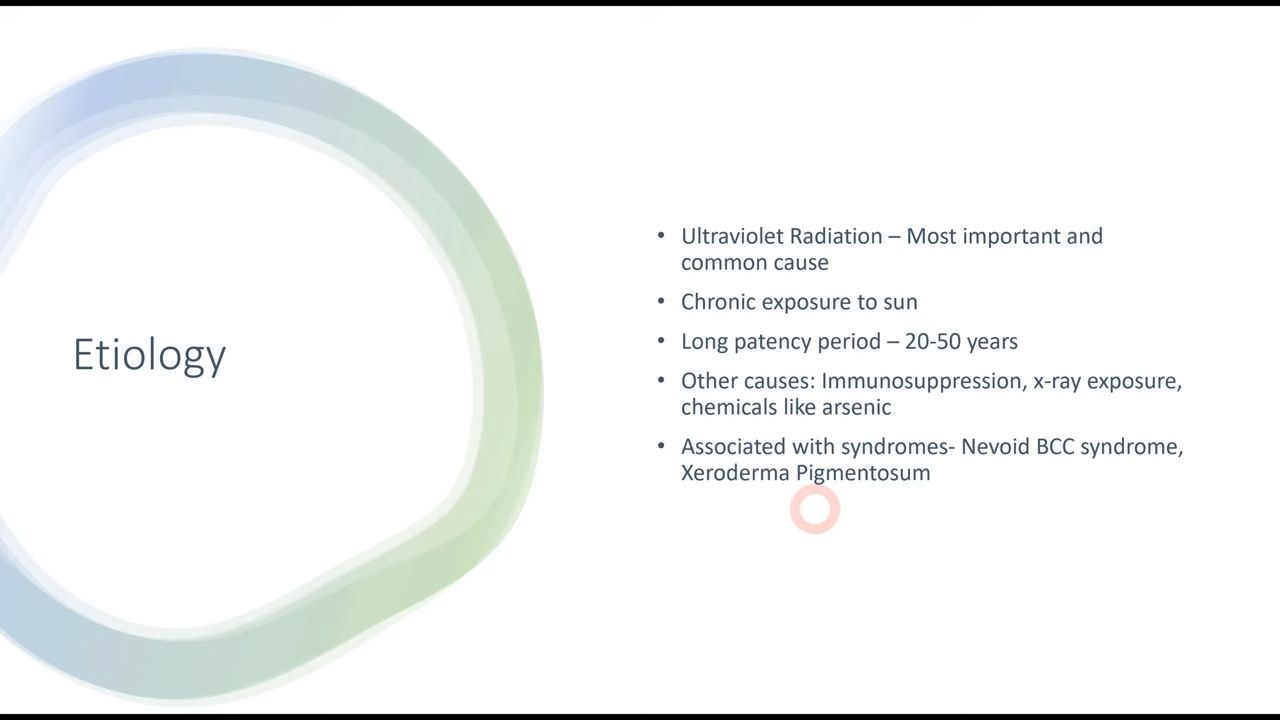 Etiology
• Ultraviolet Radiation – Most important and
common cause
• Chronic exposure to sun
• Long patency period – 20-50 years
• Other causes: Immunosuppression, x-ray exposure,
chemicals like arsenic
• Associated with syndromes- Nevoid BCC syndrome,
Xeroderma Pigmentosum